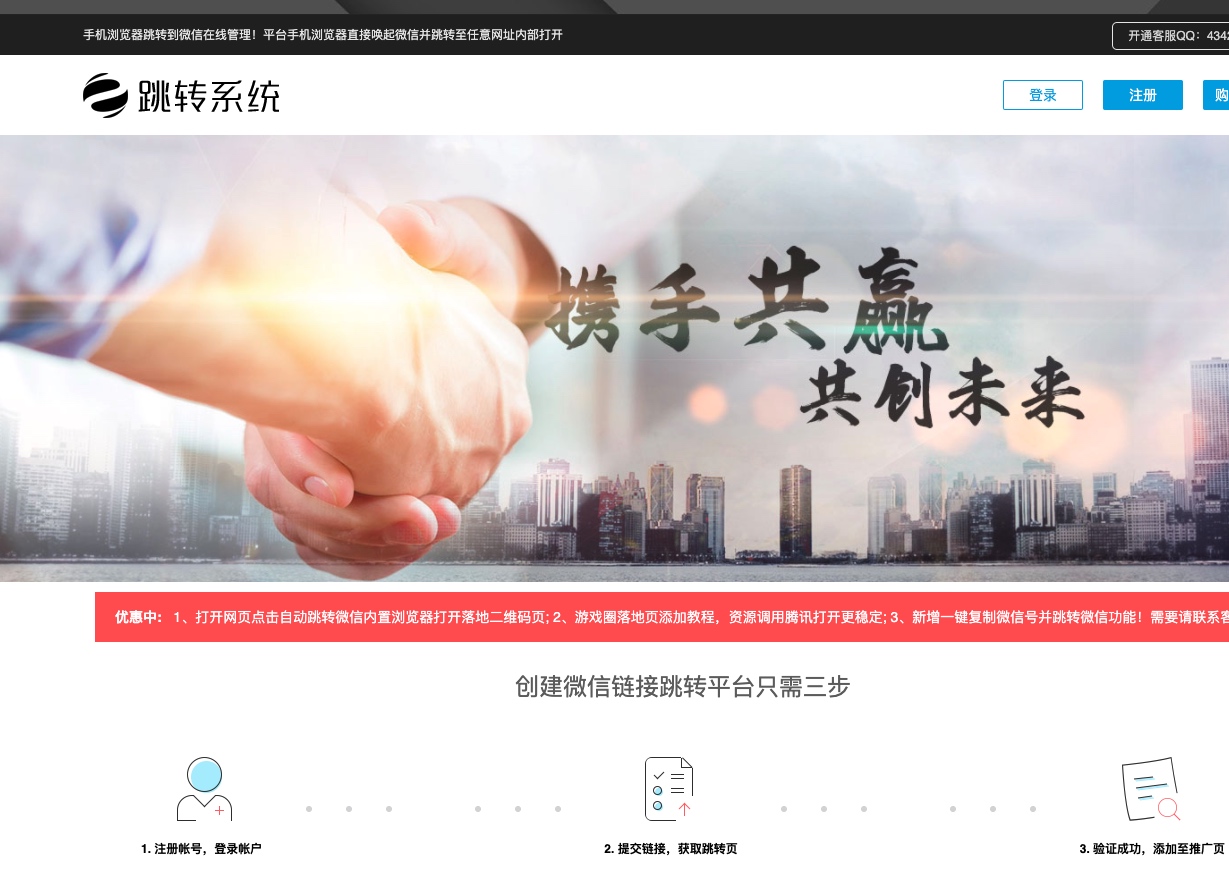 手机浏览器跳转到微信在线管理！平台手机浏览器直接唤起微信并跳转至任意网址内部打开
开通客服QQ：434
跳转系统
登录
注册
购
携手共赢
共创未来
优惠中: 1、打开网页点击自动跳转微信内置浏览器打开落地二维码页; 2、游戏圈落地页添加教程，资源调用腾讯打开更稳定; 3、新增一键复制微信号并跳转微信功能！需要请联系
创建微信链接跳转平台只需三步
1. 注册帐号，登录帐户
2. 提交链接，获取跳转页
3. 验证成功，添加至推广页